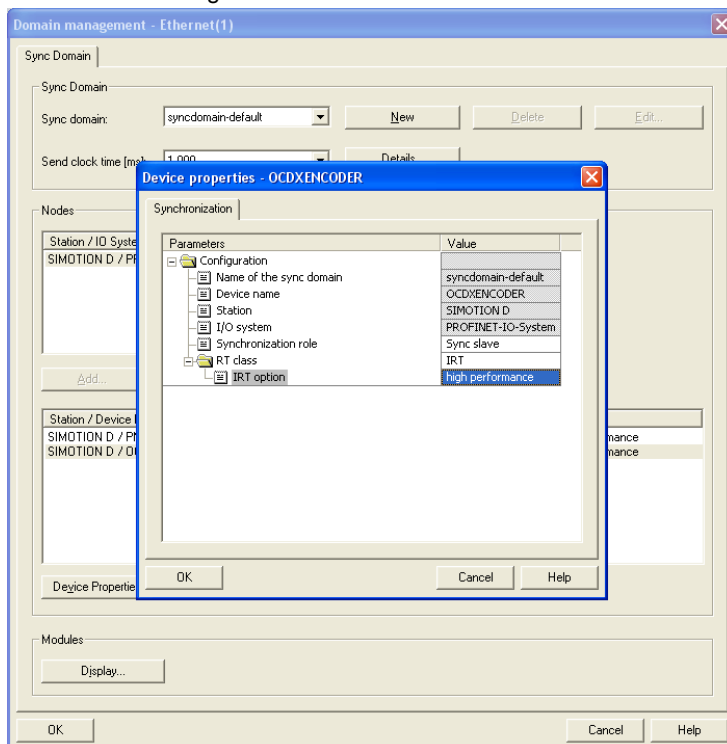 Domain management - Ethernet(1)
Sync Domain
Sync Domain
Sync domain:
syncdomain-default
New
Delete
Edit...
Send clock time [ms]:
1.000
Details
Device properties - OCDXENCODER
Synchronization
Parameters Value
Configuration
Name of the sync domain syncdomain-default
Device name OCDXENCODER
Station SIMOTION D
I/O system PROFINET-IO-System
Synchronization role Sync slave
RT class IRT
IRT option high performance
OK
Cancel
Help
Nodes
Station / IO Syste
SIMOTION D / PR
Add...
Station / Device
SIMOTION D / PN mance
SIMOTION D / O mance
Device Propertie
Modules
Display...
OK
Cancel
Help